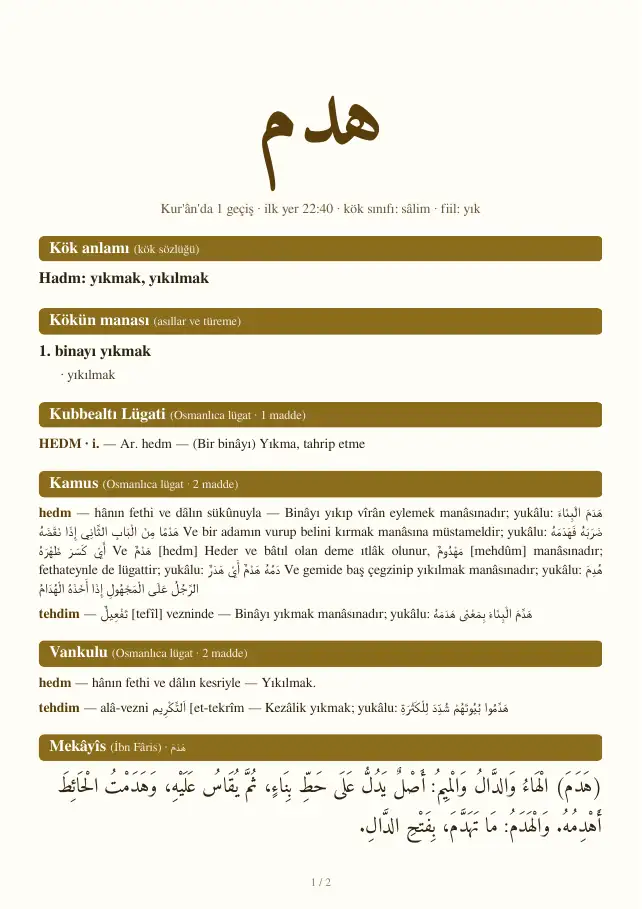 هدم
Kur'ân'da 1 geçiş · ilk yer 22:40 · kök sınıfı: sâlim · fiil: yık
Kök anlamı (kök sözlüğü)
Hadm: yıkmak, yıkılmak
Kökün manası (asıllar ve türeme)
1. binayı yıkmak
· yıkılmak
Kubbealtı Lügati (Osmanlıca lügat · 1 madde)
HEDM · i. — Ar. hedm — (Bir binâyı) Yıkma, tahrip etme
Kamus (Osmanlıca lügat · 2 madde)
hedm — hânın fethi ve dâlın sükûnuyla — Binâyı yıkıp vîrân eylemek manâsınadır; yukâlu: هَدَمَ الْبِنَاءَ
هَدْمًا مِنَ الْبَابِ الثَّانِي إِذَا نَقَضَهُ Ve bir adamın vurup belini kırmak manâsına müstameldir; yukâlu: ضَرَبَهُ فَهَدَمَهُ
أَيْ كَسَرَ ظَهْرَهُ Ve هَدْمٌ [hedm] Heder ve bâtıl olan deme ıtlâk olunur, مَهْدُومٌ [mehdûm] manâsınadır;
fethateynle de lügattir; yukâlu: دَمُهُ هَدْمٌ أَيْ هَدَرٌ Ve gemide baş çegzinip yıkılmak manâsınadır; yukâlu: هُدِمَ
الرَّجُلُ عَلَى الْمَجْهُولِ إِذَا أَخَذَهُ الْهُدَامُ
tehdim — تَفْعِيلٌ [tefîl] vezninde — Binâyı yıkmak manâsınadır; yukâlu: هَدَّمَ الْبِنَاءَ بِمَعْنَى هَدَمَهُ
Vankulu (Osmanlıca lügat · 2 madde)
hedm — hânın fethi ve dâlın kesriyle — Yıkılmak.
tehdim — alâ-vezni اَلتَّكْرِيم [et-tekrîm — Kezâlik yıkmak; yukâlu: هَدَّمُوا بُيُوتَهُمْ شُدِّدَ لِلْكَثْرَةِ
Mekâyîs (İbn Fâris) · هَدَمَ
(هَدَمَ) الْهَاءُ وَالدَّالُ وَالْمِيمُ: أَصْلٌ يَدُلُّ عَلَى حَطِّ بِنَاءٍ، ثُمَّ يُقَاسُ عَلَيْهِ، وَهَدَمْتُ الْحَائِطَ
أَهْدِمُهُ. وَالْهَدَمُ: مَا تَهَدَّمَ، بِفَتْحِ الدَّالِ.
1 / 2